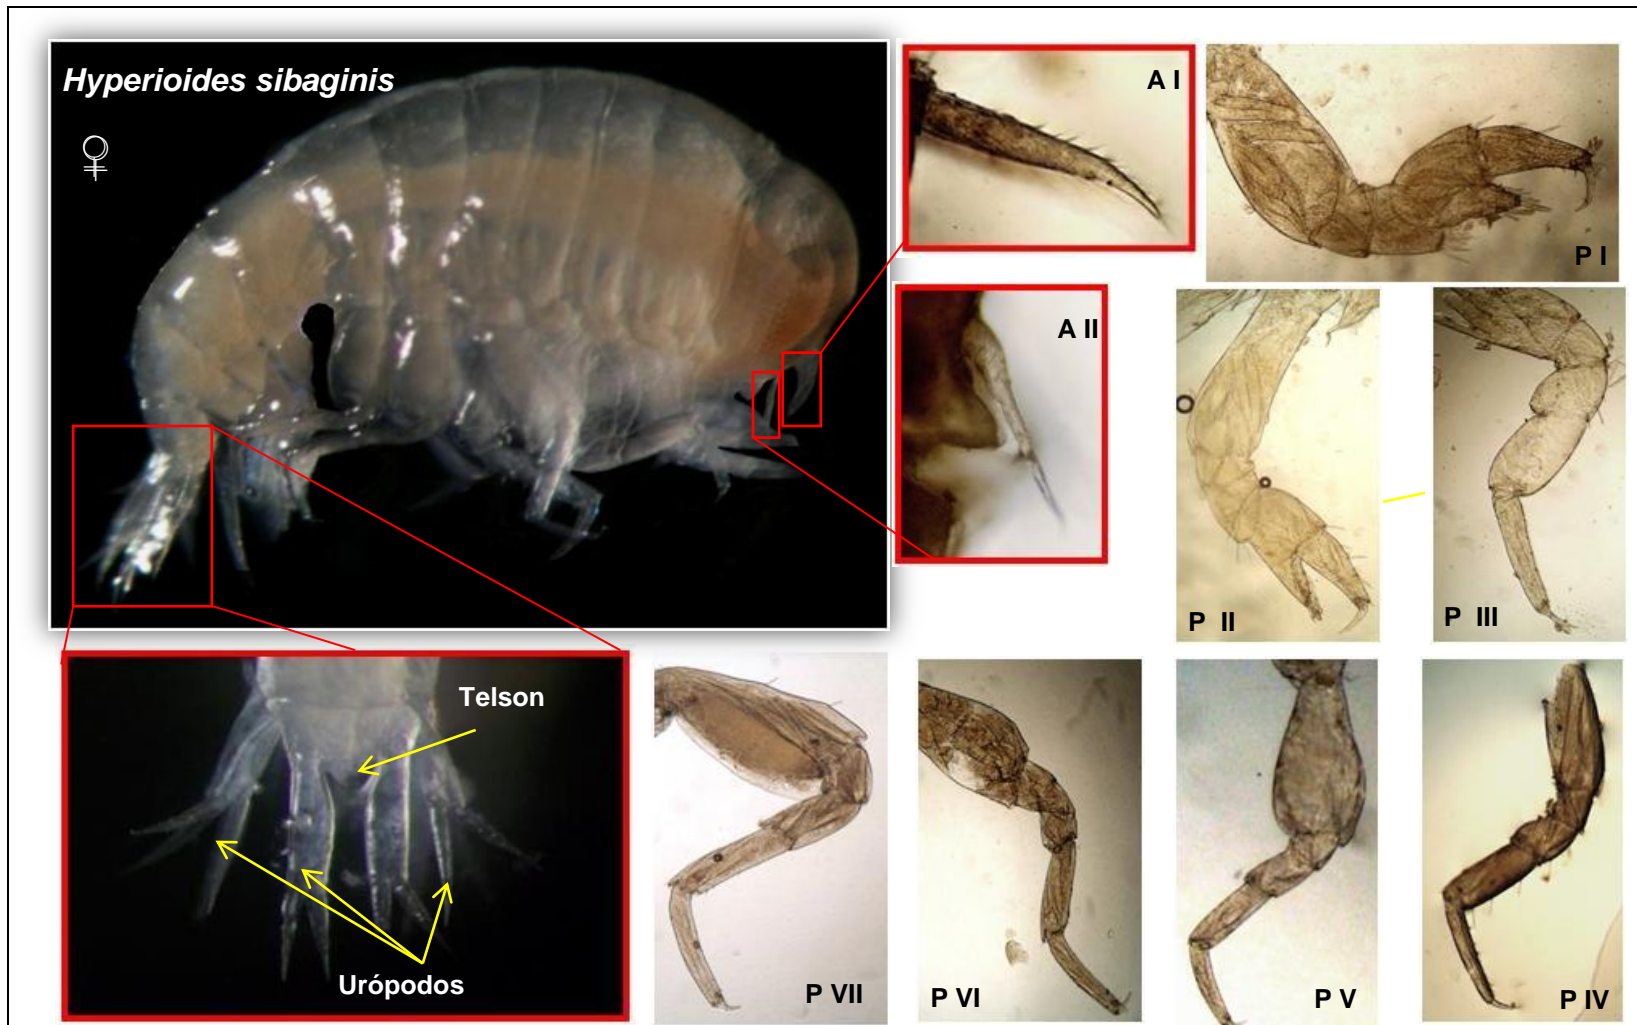 Hyperioides sibaginis
♀
A I
P I
A II
P II
P III
Telson
Urópodos
P VII
P VI
P V
P IV